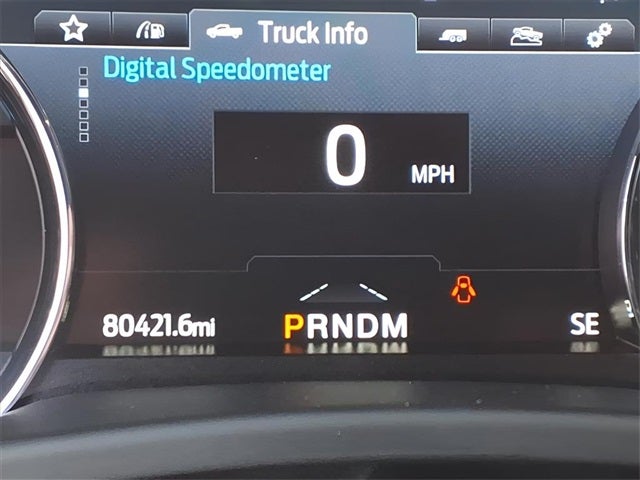 Truck Info
Digital Speedometer
0 MPH
80421.6mi PRNDM SE